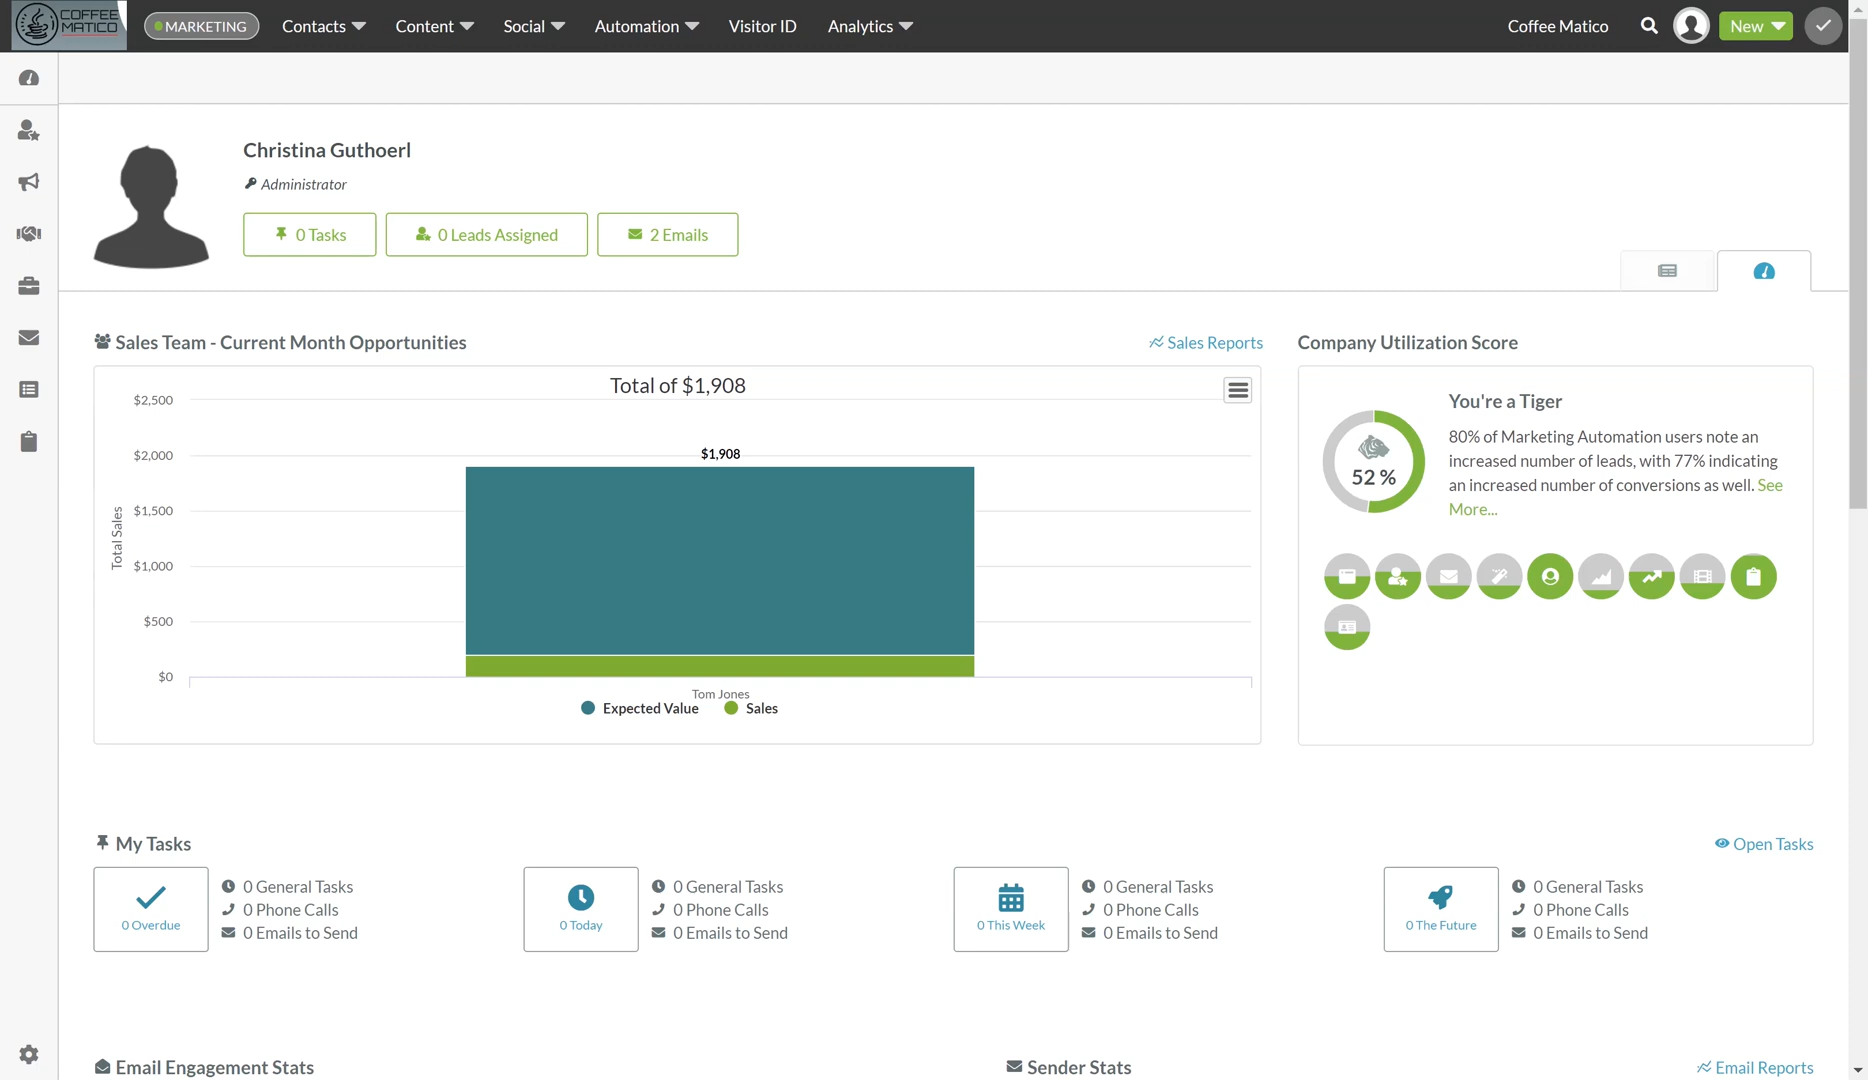 COFFEE
MATICO
MARKETING
Contacts
Content
Social
Automation
Visitor ID
Analytics
Coffee Matico
New
Christina Guthoerl
Administrator
0 Tasks
0 Leads Assigned
2 Emails
Sales Team - Current Month Opportunities
Sales Reports
Total of $1,908
$2,500
$2,000
$1,500
$1,000
$500
$0
Total Sales
$1,908
Tom Jones
Expected Value
Sales
Company Utilization Score
52 %
You're a Tiger
80% of Marketing Automation users note an
increased number of leads, with 77% indicating
an increased number of conversions as well. See
More...
My Tasks
Open Tasks
0 Overdue
0 General Tasks
0 Phone Calls
0 Emails to Send
0 Today
0 General Tasks
0 Phone Calls
0 Emails to Send
0 This Week
0 General Tasks
0 Phone Calls
0 Emails to Send
0 The Future
0 General Tasks
0 Phone Calls
0 Emails to Send
Email Engagement Stats
Sender Stats
Email Reports